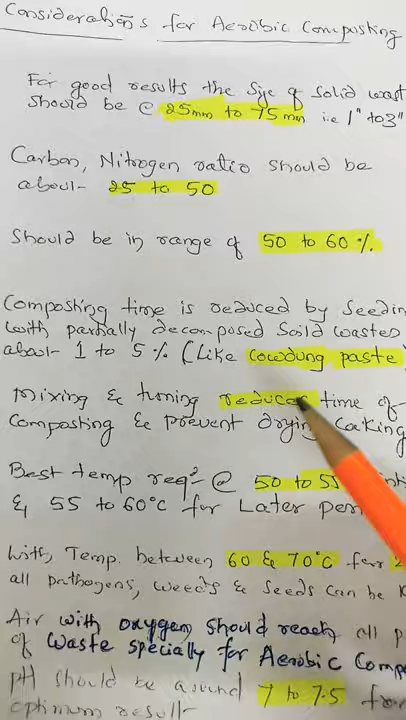 Considerations for Aerobic Composting
For good results the size of solid wast
should be @ 25mm to 75mm i.e 1" to 3"
Carbon, Nitrogen ratio should be
about 25 to 50
Should be in range of 50 to 60 %.
Composting time is reduced by seedin
with partially decomposed Soild wastes
about 1 to 5 % (Like cowdung paste
Mixing & turning reduces time of
Composting & prevent drying caking
Best temp req @ 50 to 55
& 55 to 60°C for Later per
With, Temp. between 60 & 70°C for 2
all pathogens, weeds & seeds can be
Air with oxygen should reach all p
of waste specially for Aerobic Comp
pH should be around 7 to 7.5 for
optimum result-